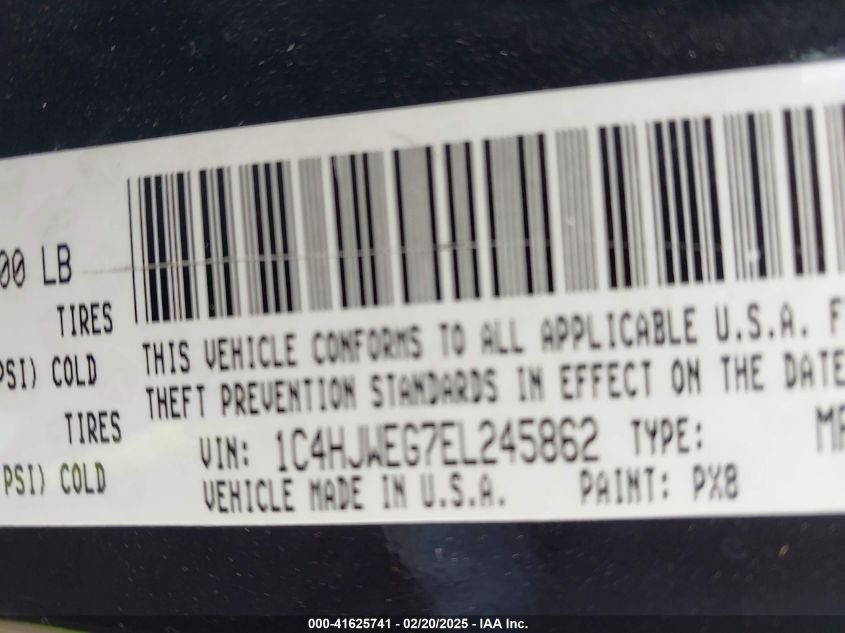 00 LB
TIRES
PSI) COLD
TIRES
PSI) COLD
THIS VEHICLE CONFORMS TO ALL APPLICABLE U.S.A. F
THEFT PREVENTION STANDARDS IN EFFECT ON THE DATE
VIN: 1C4HJWEG7EL245862 TYPE: MP
VEHICLE MADE IN U.S.A. PAINT: PX8
000-41625741 - 02/20/2025 - IAA Inc.